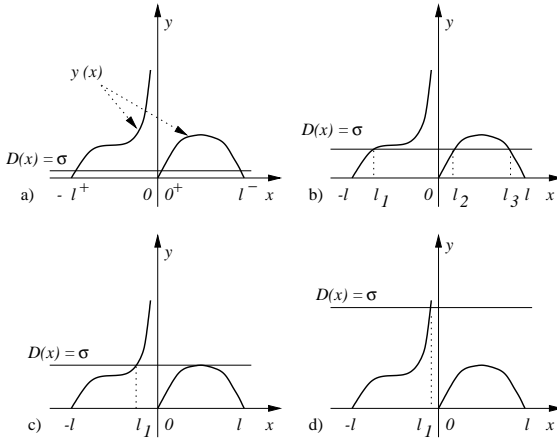 y
y (x)
D(x) = σ
a) - l⁺ 0 0⁺ l⁻ x
y
D(x) = σ
b) -l l₁ 0 l₂ l₃ l x
y
D(x) = σ
c) -l l₁ 0 l x
y
D(x) = σ
d) -l l₁ 0 l x